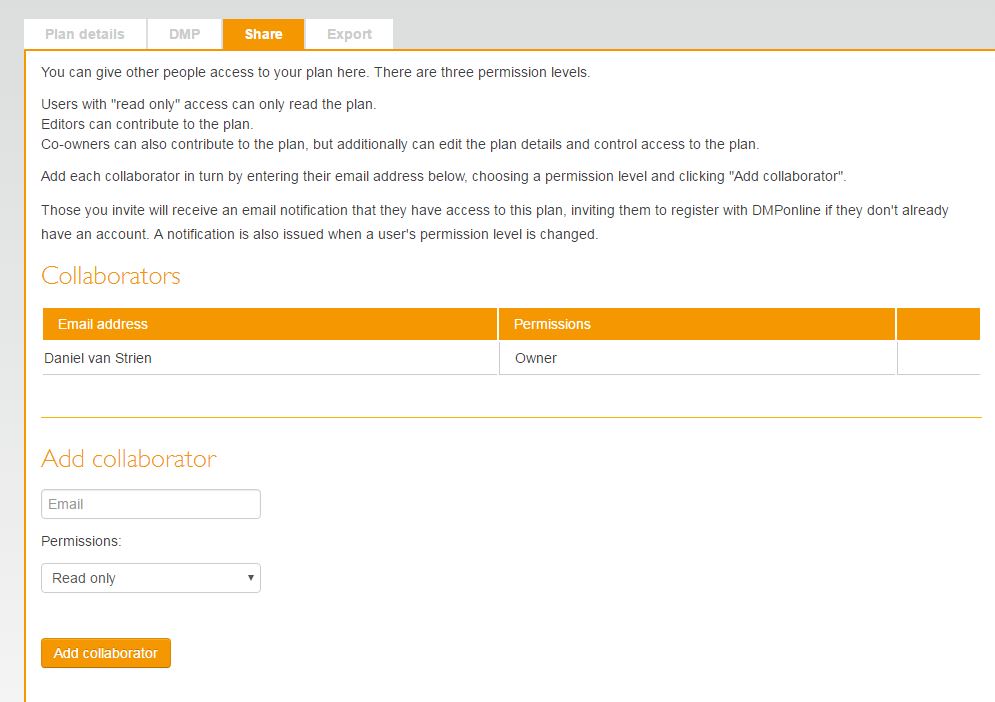 Plan details DMP Share Export
You can give other people access to your plan here. There are three permission levels.
Users with "read only" access can only read the plan.
Editors can contribute to the plan.
Co-owners can also contribute to the plan, but additionally can edit the plan details and control access to the plan.
Add each collaborator in turn by entering their email address below, choosing a permission level and clicking "Add collaborator".
Those you invite will receive an email notification that they have access to this plan, inviting them to register with DMPonline if they don't already
have an account. A notification is also issued when a user's permission level is changed.
Collaborators
Email address Permissions
Daniel van Strien Owner
Add collaborator
Email
Permissions:
Read only
Add collaborator